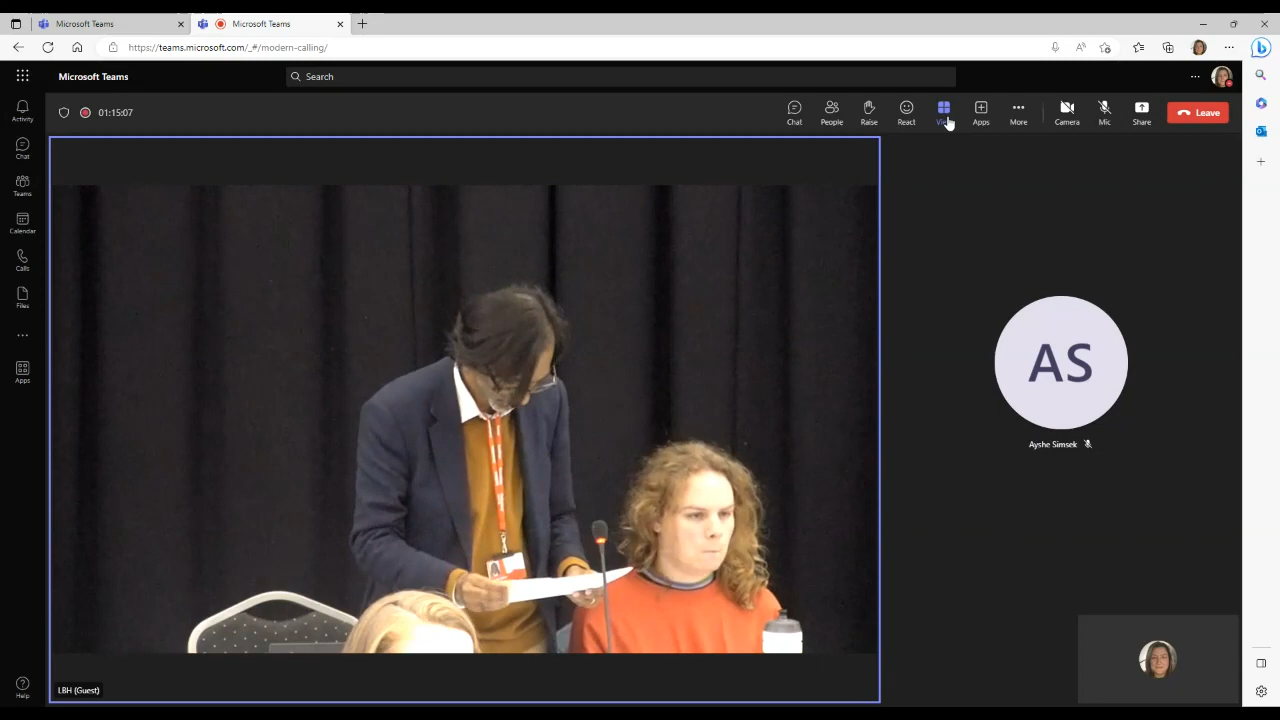 Microsoft Teams
Microsoft Teams
https://teams.microsoft.com/_#/modern-calling/
Microsoft Teams
Search
01:15:07
Chat
People
Raise
React
Apps
More
Camera
Mic
Share
Leave
Activity
Chat
Teams
Calendar
Calls
Files
Apps
Help
AS
Ayshe Simsek
LBH (Guest)